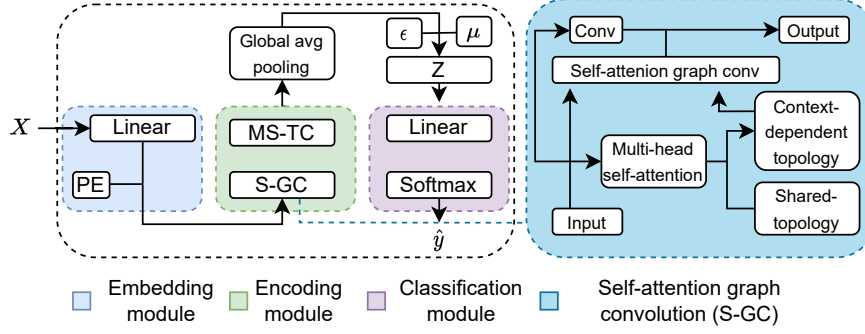 X
Linear
PE
Global avg
pooling
MS-TC
S-GC
ϵ
μ
Z
Linear
Softmax
ŷ
Conv
Output
Self-attenion graph conv
Multi-head
self-attention
Context-
dependent
topology
Shared-
topology
Input
Embedding
module
Encoding
module
Classification
module
Self-attention graph
convolution (S-GC)